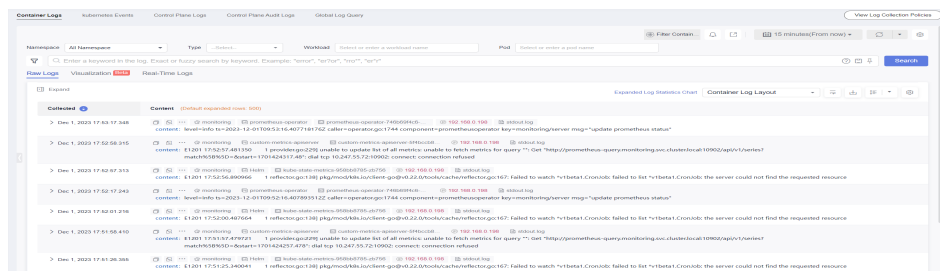 Container Logs Kubernetes Events Control Plane Logs Control Plane Audit Logs Global Log Query View Log Collection Policies
Filter Contain... 15 minutes(From now)
Namespace All Namespace Type ...Select... Workload Select or enter a workload name Pod Select or enter a pod name
Enter a keyword in the log. Exact or fuzzy search by keyword. Example: "error", "er?or", "rro*", "er*r" Search
Raw Logs Visualization Beta Real-Time Logs
Expand Expanded Log Statistics Chart Container Log Layout
Collected Content (Default expanded rows: 500)
Dec 1, 2023 17:53:17.348 monitoring prometheus-operator prometheus-operator-746b69f4c6-... 192.168.0.198 stdout.log
content: level=info ts=2023-12-01T09:53:16.407718176Z caller=operator.go:1744 component=prometheusoperator key=monitoring/server msg="update prometheus status"
Dec 1, 2023 17:52:58.315 monitoring custom-metrics-apiserver custom-metrics-apiserver-5f4bccb8... 192.168.0.198 stdout.log
content: E1201 17:52:57.481350 1 provider.go:229] unable to update list of all metrics: unable to fetch metrics for query "": Get "http://prometheus-query.monitoring.svc.cluster.local:10902/api/v1/series?
match%5B%5D=&start=1701424317.48": dial tcp 10.247.55.72:10902: connect: connection refused
Dec 1, 2023 17:52:57.313 monitoring Helm kube-state-metrics-956bb8785-zb756 192.168.0.198 stdout.log
content: E1201 17:52:56.890966 1 reflector.go:138] pkg/mod/k8s.io/client-go@v0.22.0/tools/cache/reflector.go:167: Failed to watch *v1beta1.CronJob: failed to list *v1beta1.CronJob: the server could not find the requested resource
Dec 1, 2023 17:52:17.243 monitoring prometheus-operator prometheus-operator-746b69f4c6-... 192.168.0.198 stdout.log
content: level=info ts=2023-12-01T09:52:16.407893512Z caller=operator.go:1744 component=prometheusoperator key=monitoring/server msg="update prometheus status"
Dec 1, 2023 17:52:01.218 monitoring Helm kube-state-metrics-956bb8785-zb756 192.168.0.198 stdout.log
content: E1201 17:52:00.487664 1 reflector.go:138] pkg/mod/k8s.io/client-go@v0.22.0/tools/cache/reflector.go:167: Failed to watch *v1beta1.CronJob: failed to list *v1beta1.CronJob: the server could not find the requested resource
Dec 1, 2023 17:51:58.410 monitoring custom-metrics-apiserver custom-metrics-apiserver-5f4bccb8... 192.168.0.198 stdout.log
content: E1201 17:51:57.479721 1 provider.go:229] unable to update list of all metrics: unable to fetch metrics for query "": Get "http://prometheus-query.monitoring.svc.cluster.local:10902/api/v1/series?
match%5B%5D=&start=1701424257.478": dial tcp 10.247.55.72:10902: connect: connection refused
Dec 1, 2023 17:51:26.355 monitoring Helm kube-state-metrics-956bb8785-zb756 192.168.0.198 stdout.log
content: E1201 17:51:25.340041 1 reflector.go:138] pkg/mod/k8s.io/client-go@v0.22.0/tools/cache/reflector.go:167: Failed to watch *v1beta1.CronJob: failed to list *v1beta1.CronJob: the server could not find the requested resource